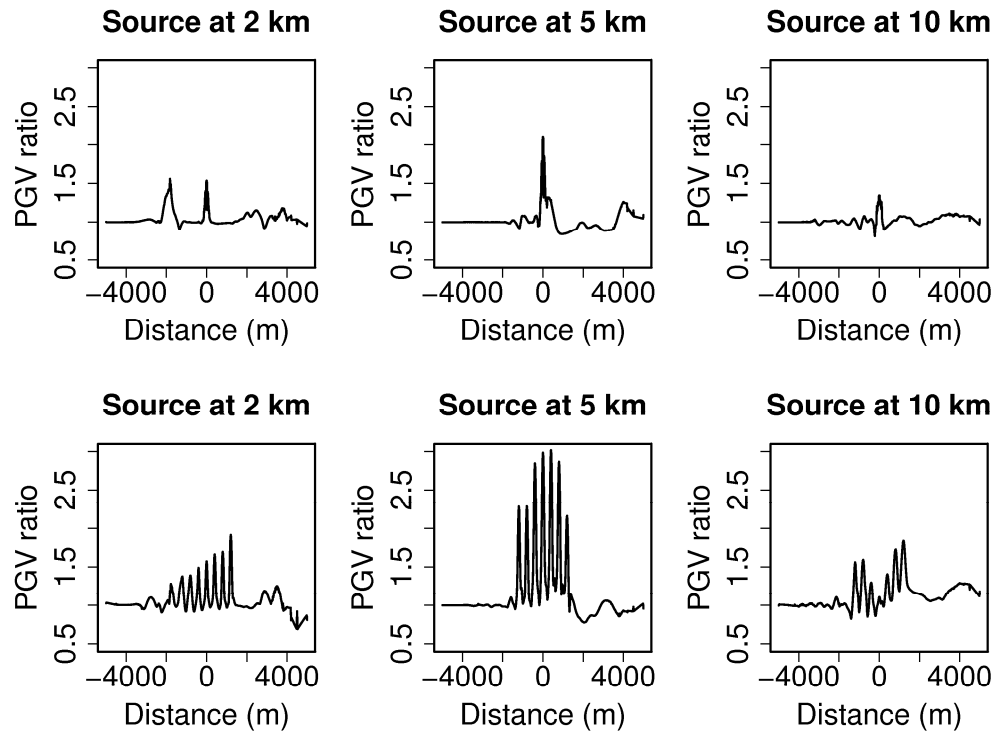 Source at 2 km
PGV ratio
0.5 1.5 2.5
−4000 0 4000
Distance (m)
Source at 5 km
PGV ratio
0.5 1.5 2.5
−4000 0 4000
Distance (m)
Source at 10 km
PGV ratio
0.5 1.5 2.5
−4000 0 4000
Distance (m)
Source at 2 km
PGV ratio
0.5 1.5 2.5
−4000 0 4000
Distance (m)
Source at 5 km
PGV ratio
0.5 1.5 2.5
−4000 0 4000
Distance (m)
Source at 10 km
PGV ratio
0.5 1.5 2.5
−4000 0 4000
Distance (m)